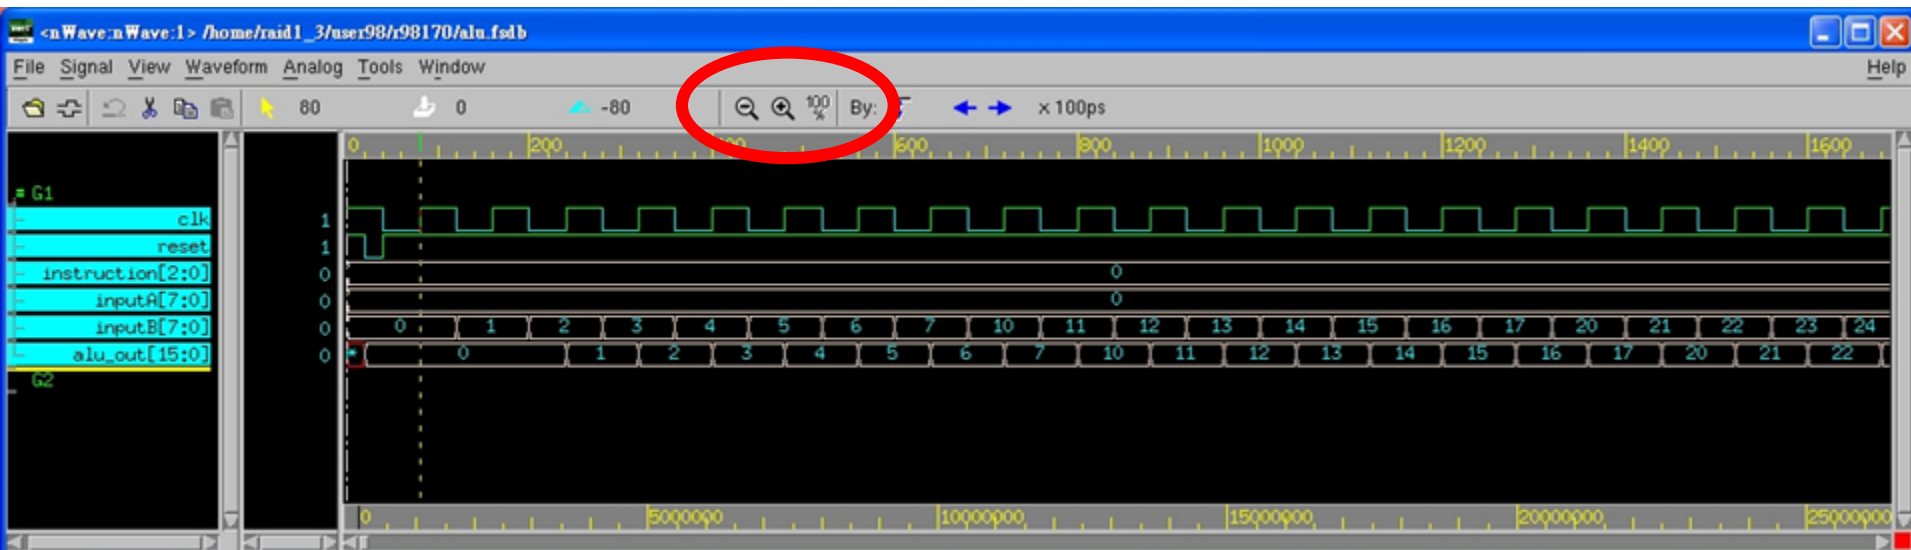 <nWave:nWave:1> /home/raid1_3/user98/r98170/alu.fsdb
File Signal View Waveform Analog Tools Window Help
80 0 -80 100 % By: x 100ps
0 200 600 800 1000 1200 1400 1600
= G1
clk 1
reset 1
instruction[2:0] 0 0
inputA[7:0] 0 0
inputB[7:0] 0 0 1 2 3 4 5 6 7 10 11 12 13 14 15 16 17 20 21 22 23 24
alu_out[15:0] 0 * 0 1 2 3 4 5 6 7 10 11 12 13 14 15 16 17 20 21 22
G2
0 5000000 10000000 15000000 20000000 25000000